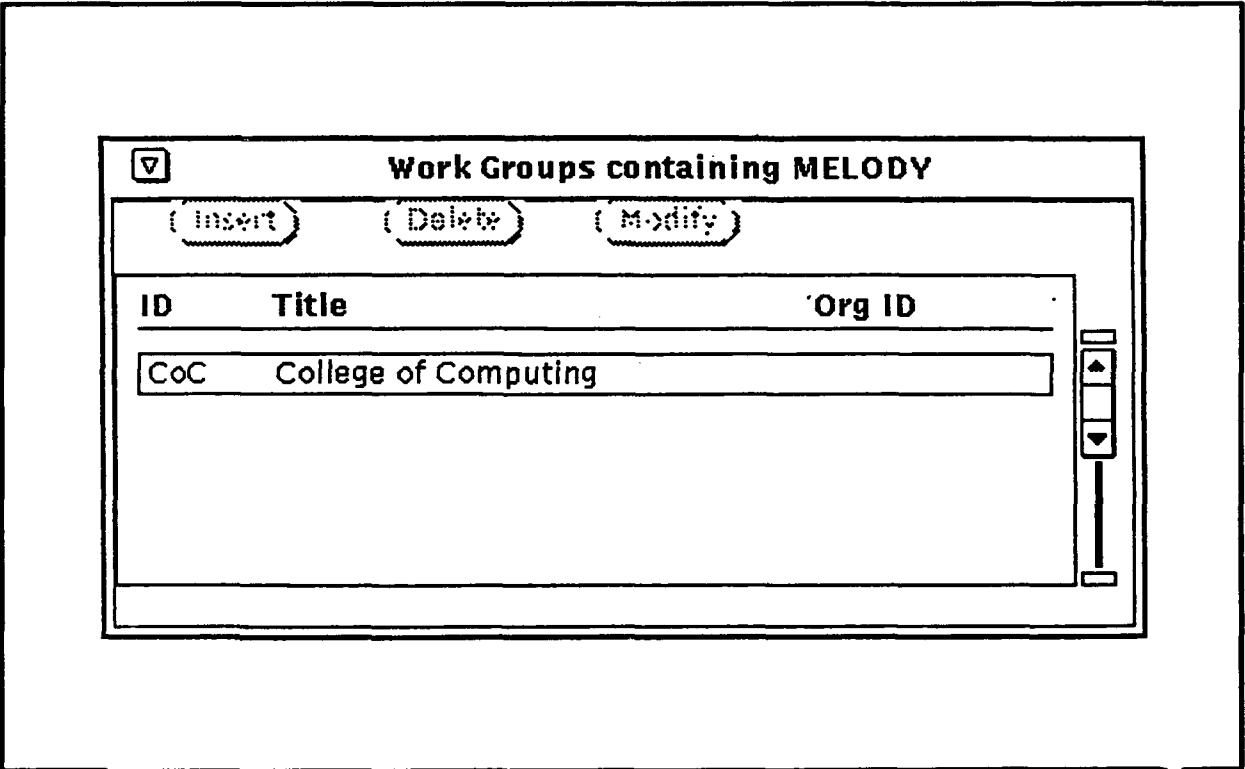 Work Groups containing MELODY
Insert Delete Modify
ID Title Org ID
CoC College of Computing